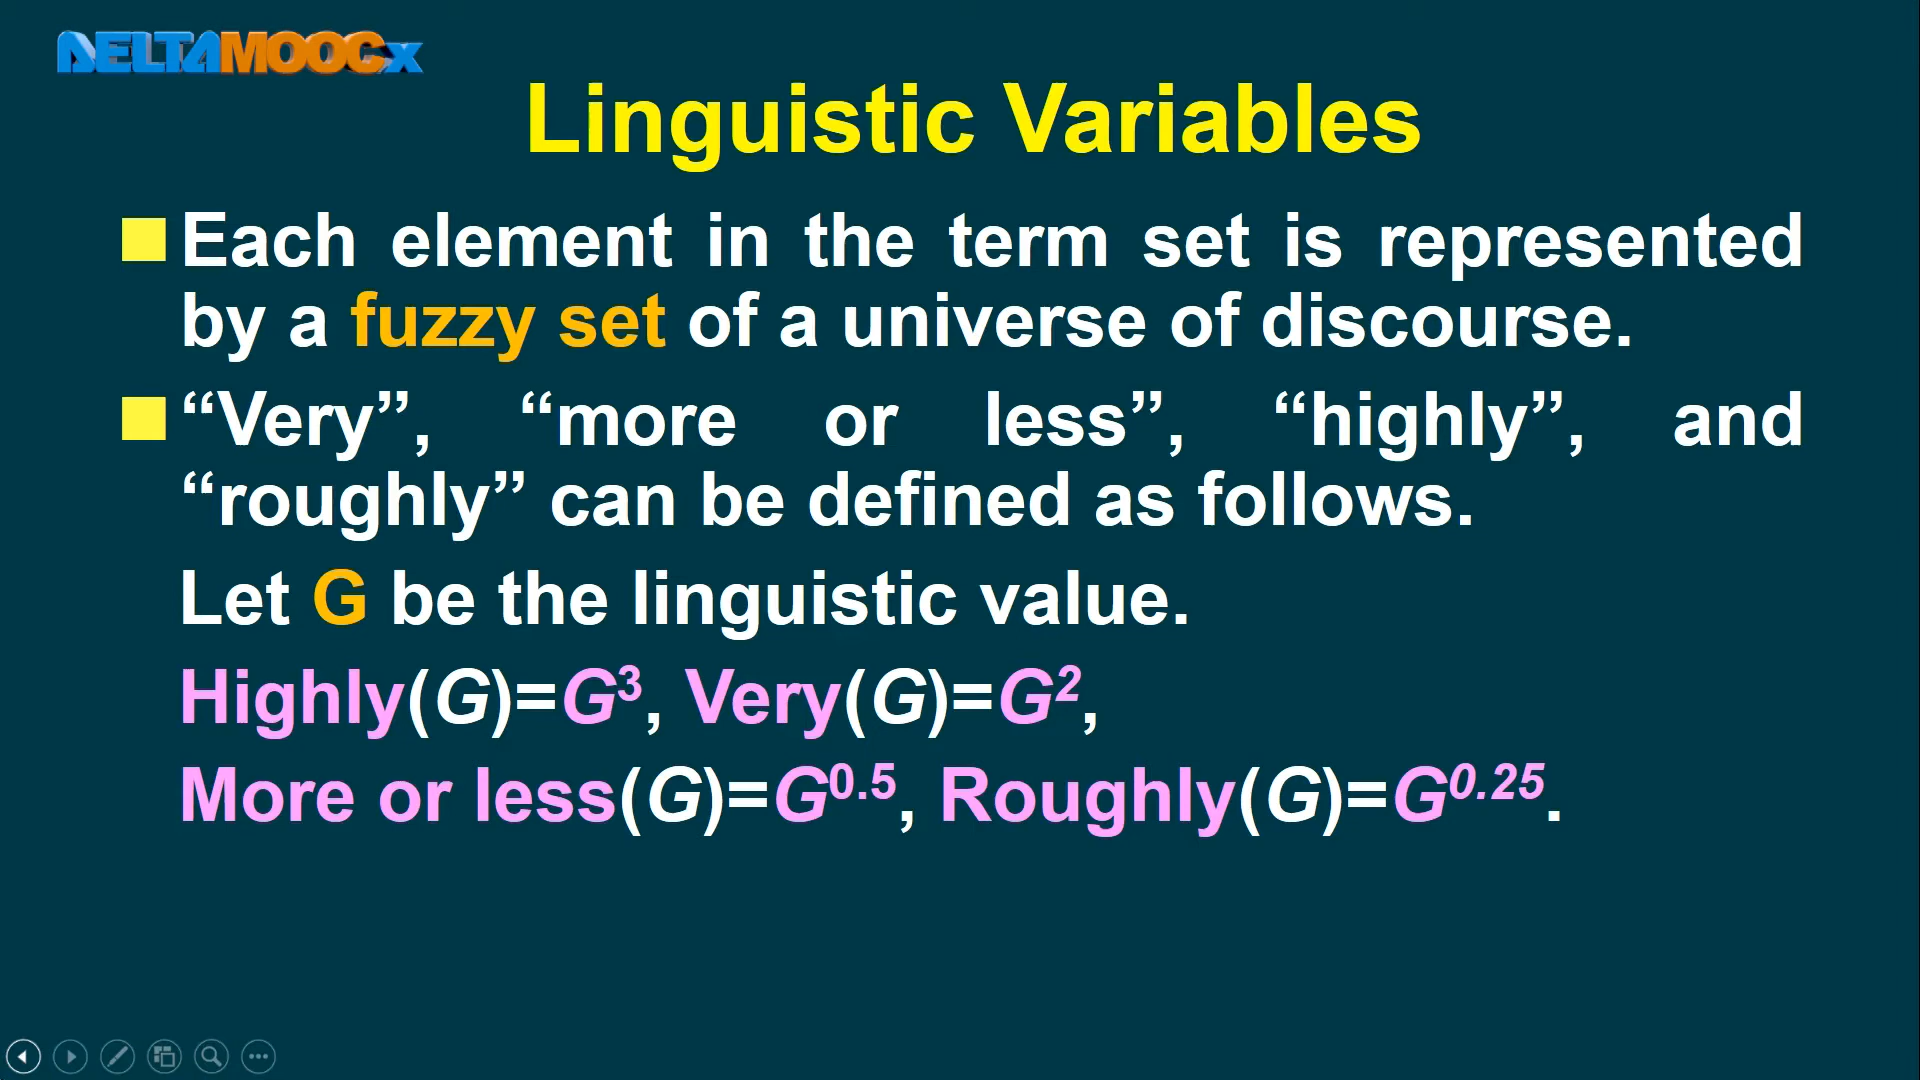 DELTAMOOCx
Linguistic Variables
Each element in the term set is represented
by a fuzzy set of a universe of discourse.
“Very”, “more or less”, “highly”, and
“roughly” can be defined as follows.
Let G be the linguistic value.
Highly(G)=G³, Very(G)=G²,
More or less(G)=G⁰·⁵, Roughly(G)=G⁰·²⁵.